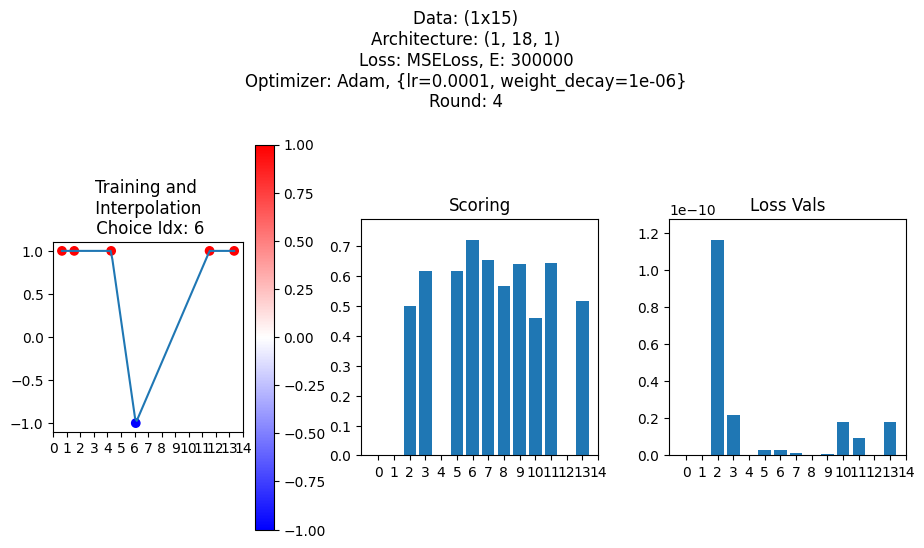 Data: (1x15)
Architecture: (1, 18, 1)
Loss: MSELoss, E: 300000
Optimizer: Adam, {lr=0.0001, weight_decay=1e-06}
Round: 4
Training and
Interpolation
Choice Idx: 6
1.0
0.5
0.0
−0.5
−1.0
0 1 2 3 4 5 6 7 8 9 10 11 12 13 14
1.00
0.75
0.50
0.25
0.00
−0.25
−0.50
−0.75
−1.00
Scoring
0.7
0.6
0.5
0.4
0.3
0.2
0.1
0.0
0 1 2 3 4 5 6 7 8 9 10 11 12 13 14
Loss Vals
1e−10
1.2
1.0
0.8
0.6
0.4
0.2
0.0
0 1 2 3 4 5 6 7 8 9 10 11 12 13 14